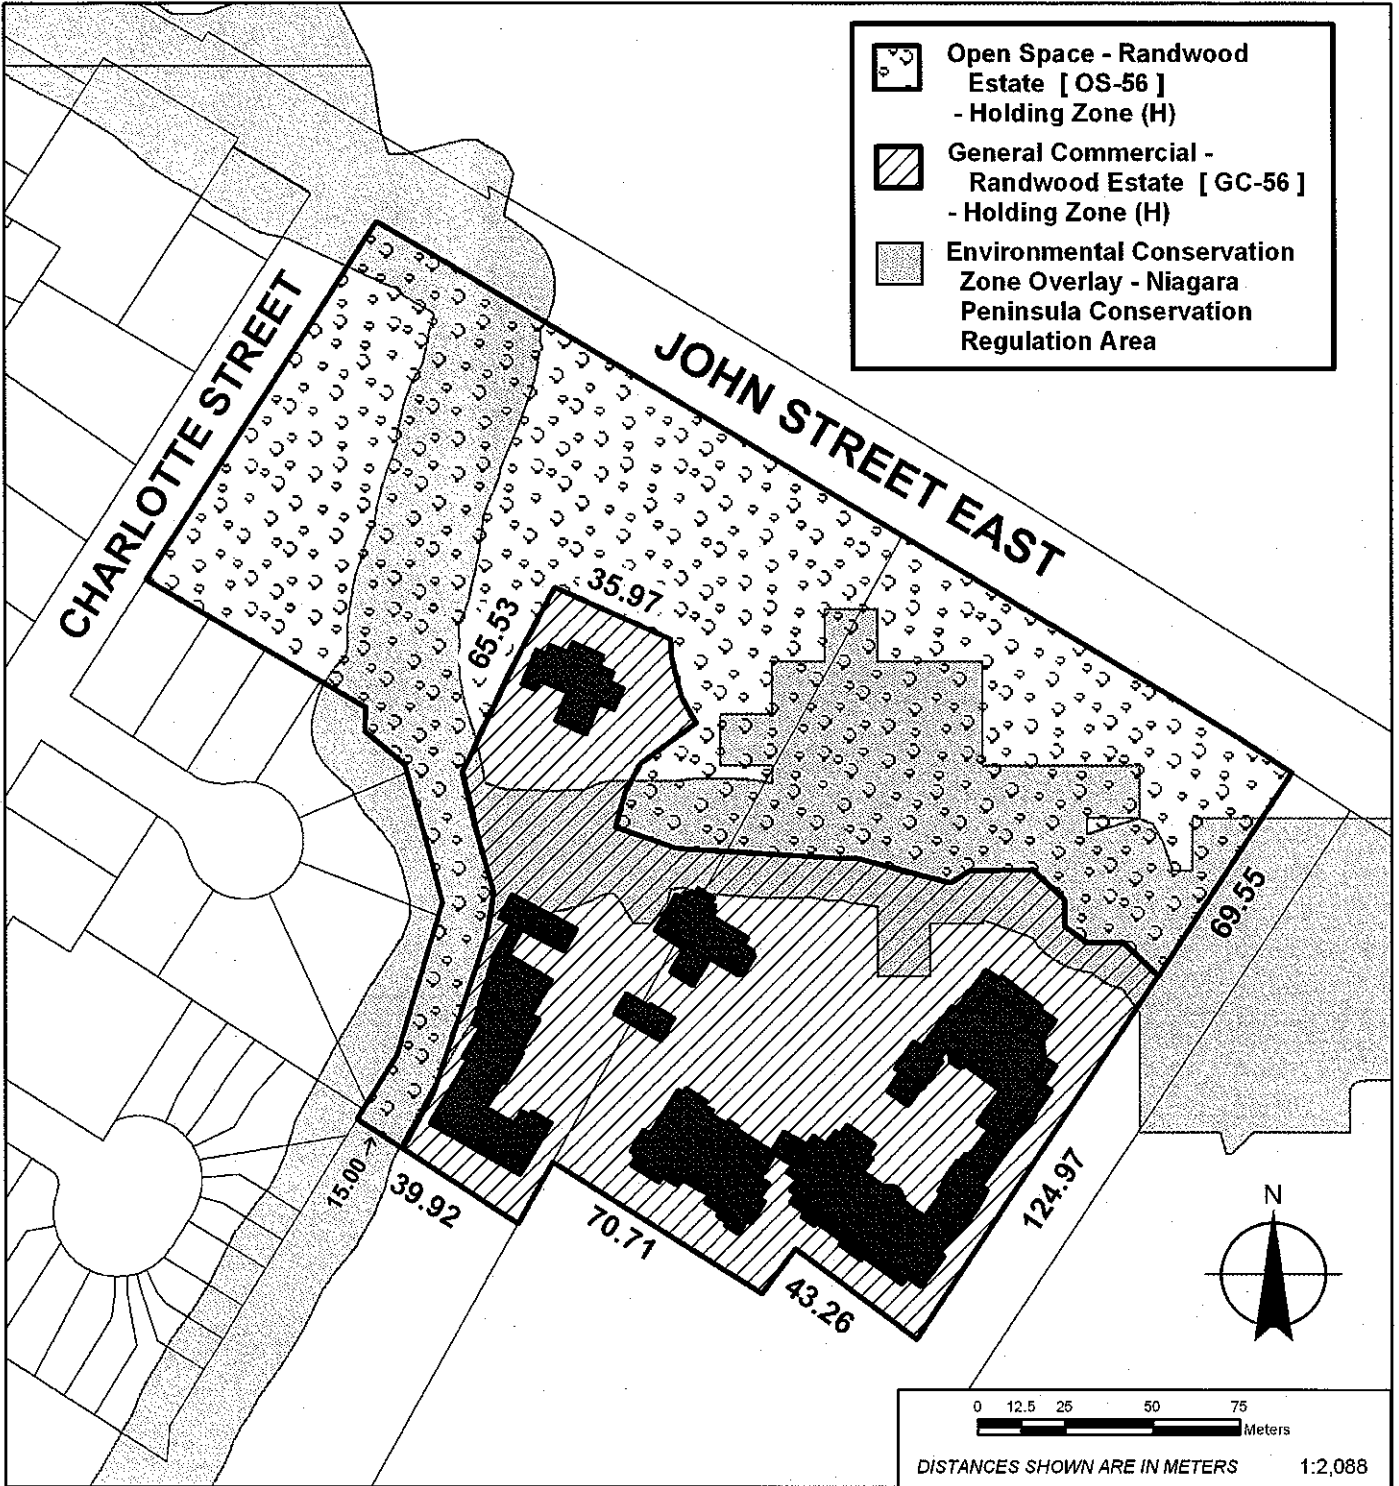 Open Space - Randwood
Estate [ OS-56 ]
- Holding Zone (H)
General Commercial -
Randwood Estate [ GC-56 ]
- Holding Zone (H)
Environmental Conservation
Zone Overlay - Niagara
Peninsula Conservation
Regulation Area
JOHN STREET EAST
CHARLOTTE STREET
35.97
65.53
69.55
15.00
39.92
70.71
43.26
124.97
N
0 12.5 25 50 75
Meters
DISTANCES SHOWN ARE IN METERS 1:2,088